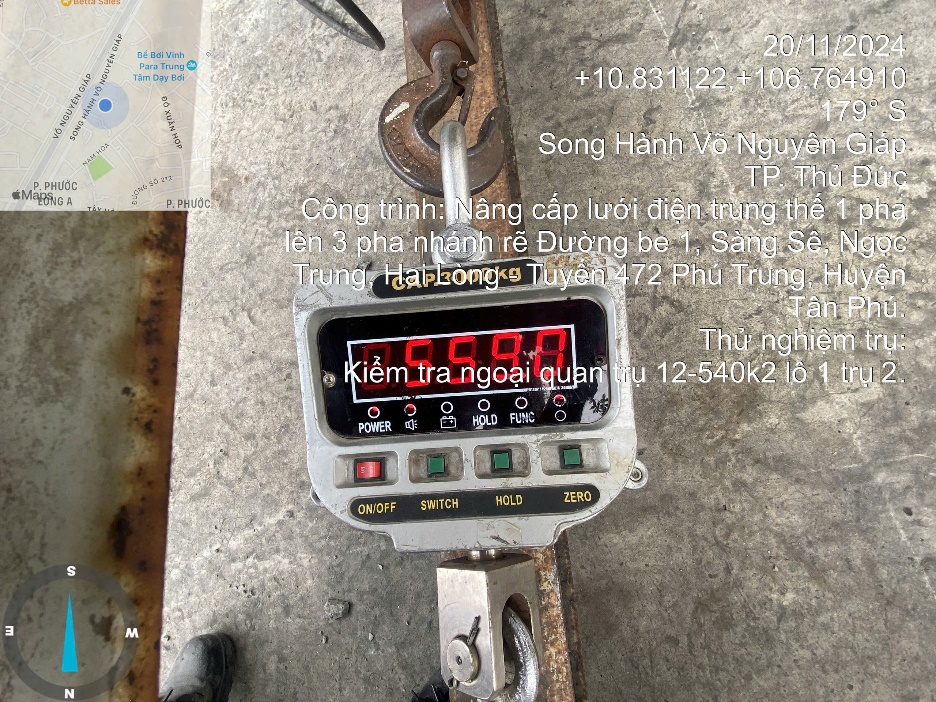 Betta Sales
Bể Bơi Vinh
Para Trung
Tâm Dạy Bơi
VÕ NGUYÊN GIÁP
SONG HÀNH VÕ NGUYÊN GIÁP
ĐỖ XUÂN HỢP
NAM HÒA
ĐƯỜNG SỐ 212
P. PHƯỚC
LONG A
Maps
TÂY HÒA
P. PHƯỚC
20/11/2024
+10.831122,+106.764910
179° S
Song Hành Võ Nguyên Giáp
TP. Thủ Đức
Công trình: Nâng cấp lưới điện trung thế 1 pha
lên 3 pha nhánh rẽ Đường be 1, Sàng Sê, Ngọc
Trung, Hai Long - Tuyến 472 Phú Trung, Huyện
Tân Phú.
Thử nghiệm trụ:
Kiểm tra ngoại quan trụ 12-540k2 lô 1 trụ 2.
CAP.3000kg
POWER HOLD FUNC
ON/OFF SWITCH HOLD ZERO
S
E W
N